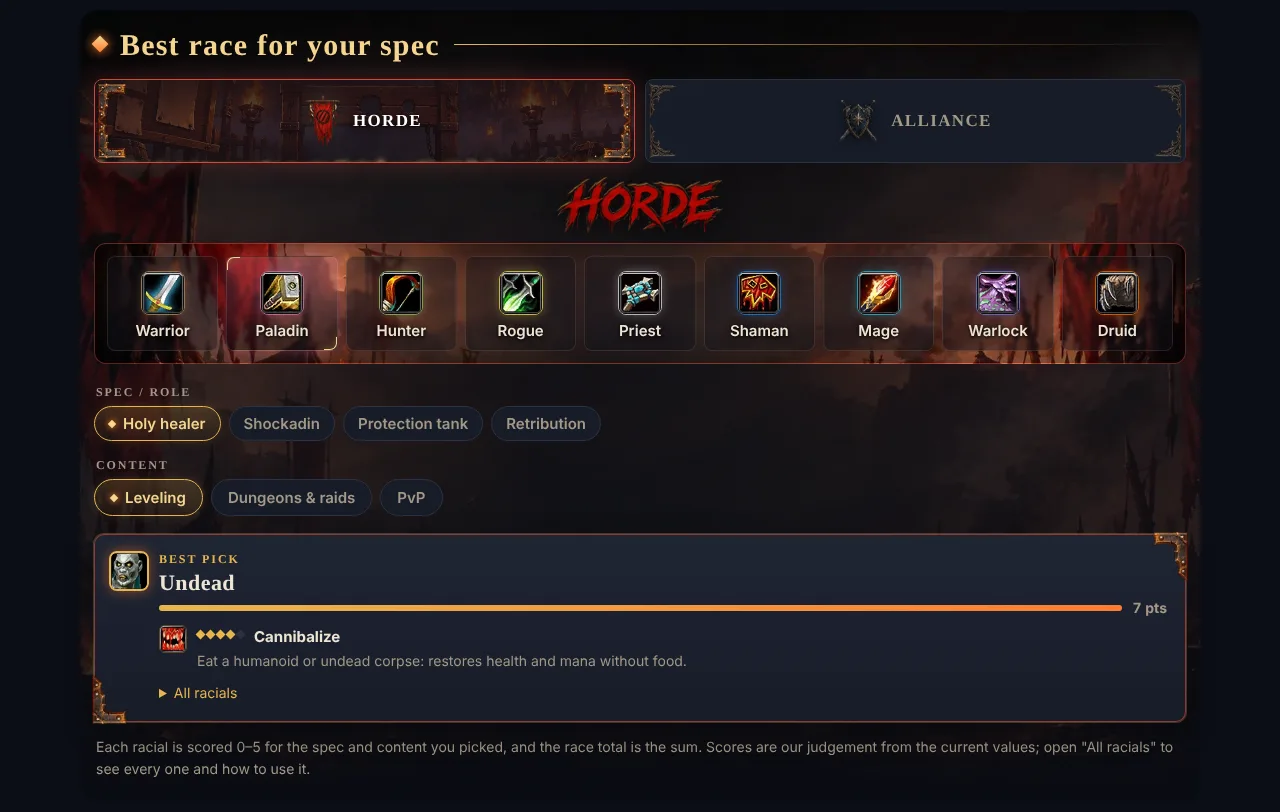 Best race for your spec
HORDE
ALLIANCE
HORDE
Warrior
Paladin
Hunter
Rogue
Priest
Shaman
Mage
Warlock
Druid
SPEC / ROLE
Holy healer
Shockadin
Protection tank
Retribution
CONTENT
Leveling
Dungeons & raids
PvP
BEST PICK
Undead
7 pts
Cannibalize
Eat a humanoid or undead corpse: restores health and mana without food.
All racials
Each racial is scored 0–5 for the spec and content you picked, and the race total is the sum. Scores are our judgement from the current values; open "All racials" to
see every one and how to use it.